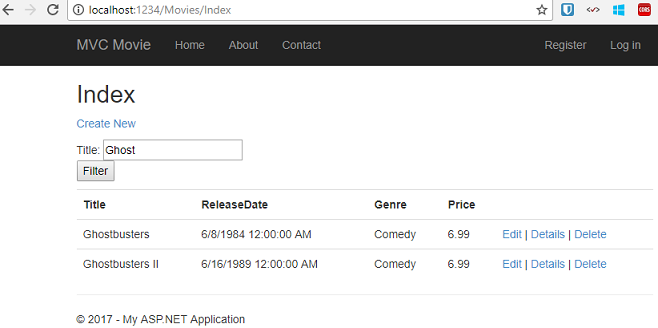 localhost:1234/Movies/Index
CORS
MVC Movie Home About Contact Register Log in
Index
Create New
Title: Ghost
Filter
Title ReleaseDate Genre Price
Ghostbusters 6/8/1984 12:00:00 AM Comedy 6.99 Edit | Details | Delete
Ghostbusters II 6/16/1989 12:00:00 AM Comedy 6.99 Edit | Details | Delete
© 2017 - My ASP.NET Application